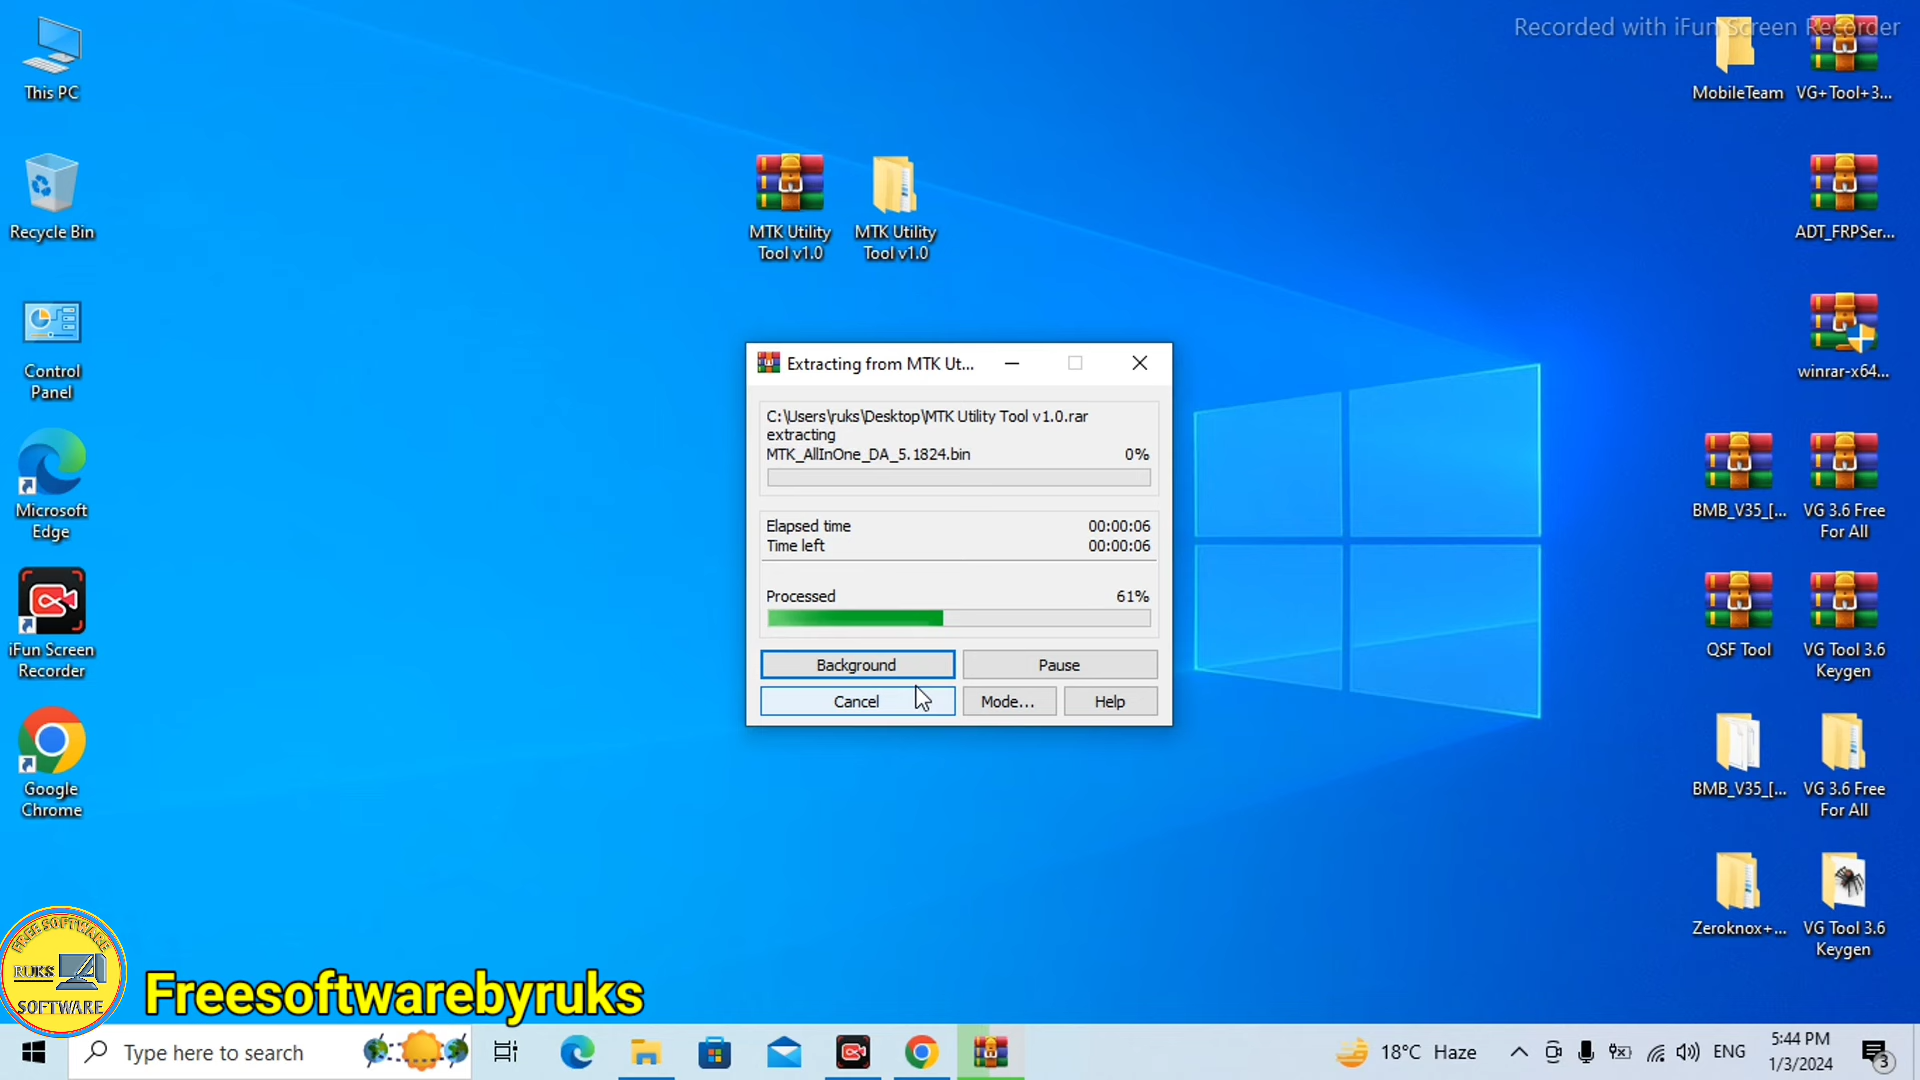 Recorded with iFun Screen Recorder
This PC
Recycle Bin
Control
Panel
Microsoft
Edge
iFun Screen
Recorder
Google
Chrome
MTK Utility
Tool v1.0
MTK Utility
Tool v1.0
MobileTeam
VG+Tool+3...
ADT_FRPSer...
winrar-x64...
BMB_V35_[...
VG 3.6 Free
For All
QSF Tool
VG Tool 3.6
Keygen
BMB_V35_[...
VG 3.6 Free
For All
Zeroknox+...
VG Tool 3.6
Keygen
Extracting from MTK Ut...
C:\Users\ruks\Desktop\MTK Utility Tool v1.0.rar
extracting
MTK_AllInOne_DA_5.1824.bin 0%
Elapsed time 00:00:06
Time left 00:00:06
Processed 61%
Background
Pause
Cancel
Mode...
Help
FREE SOFTWARE
RUKS
SOFTWARE
Freesoftwarebyruks
Type here to search
18°C Haze
ENG
5:44 PM
1/3/2024
3